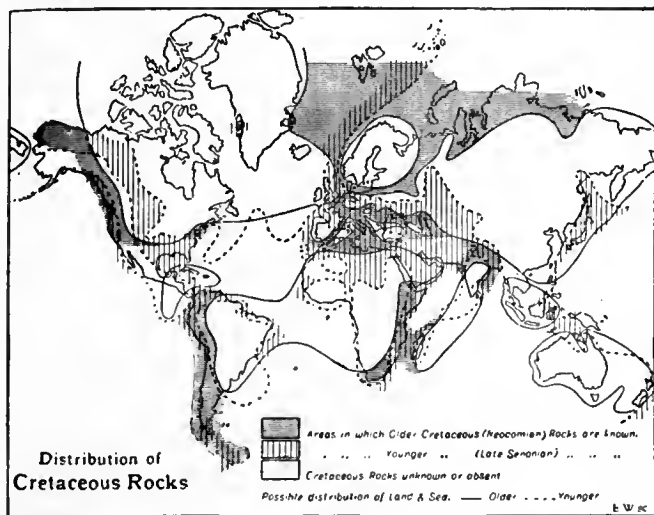 Distribution of
Cretaceous Rocks
Areas in which Older Cretaceous (Neocomian) Rocks are known.
" " " Younger " (Late Senonian) " " "
Cretaceous Rocks unknown or absent
Possible distribution of Land & Sea. — Older ---- Younger